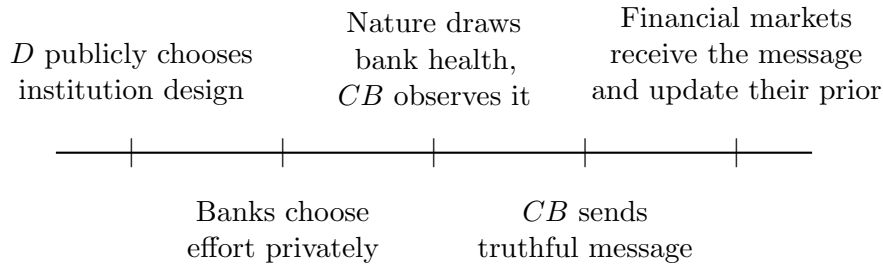 D publicly chooses
institution design
Banks choose
effort privately
Nature draws
bank health,
CB observes it
CB sends
truthful message
Financial markets
receive the message
and update their prior